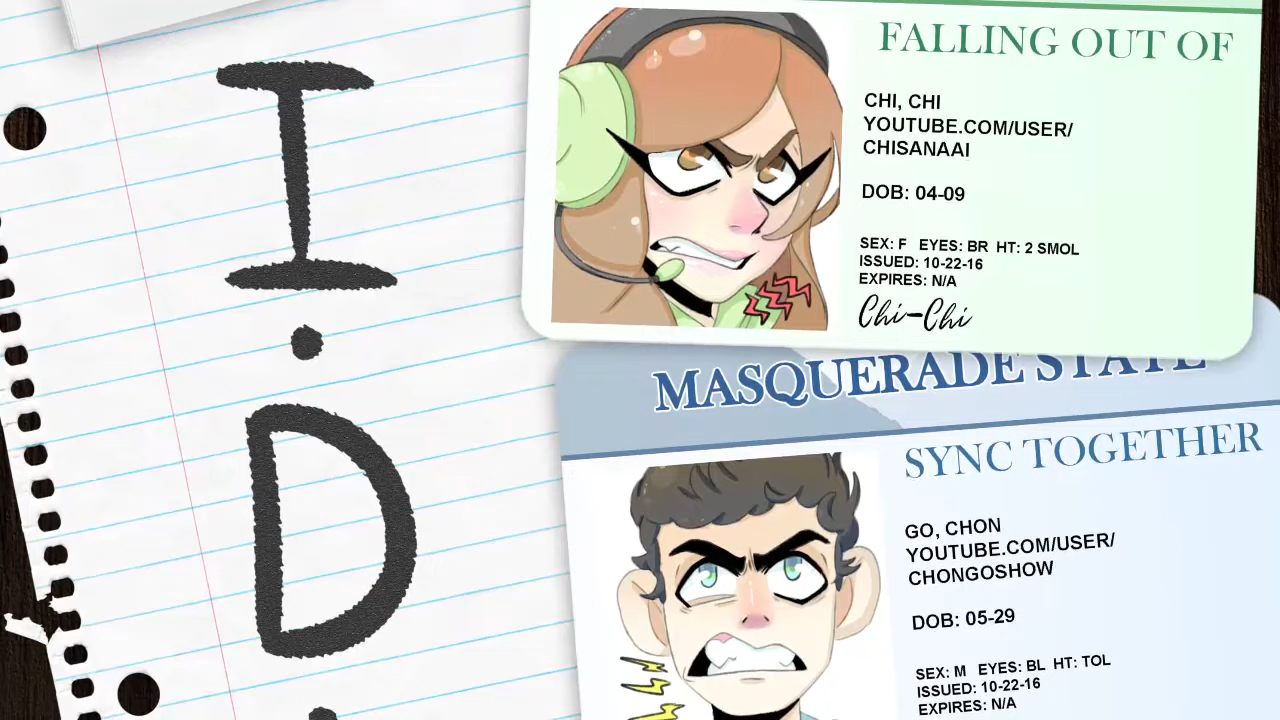 I.D.
FALLING OUT OF
CHI, CHI
YOUTUBE.COM/USER/
CHISANAAI
DOB: 04-09
SEX: F EYES: BR HT: 2 SMOL
ISSUED: 10-22-16
EXPIRES: N/A
Chi-Chi
MASQUERADE STATE
SYNC TOGETHER
GO, CHON
YOUTUBE.COM/USER/
CHONGOSHOW
DOB: 05-29
SEX: M EYES: BL HT: TOL
ISSUED: 10-22-16
EXPIRES: N/A